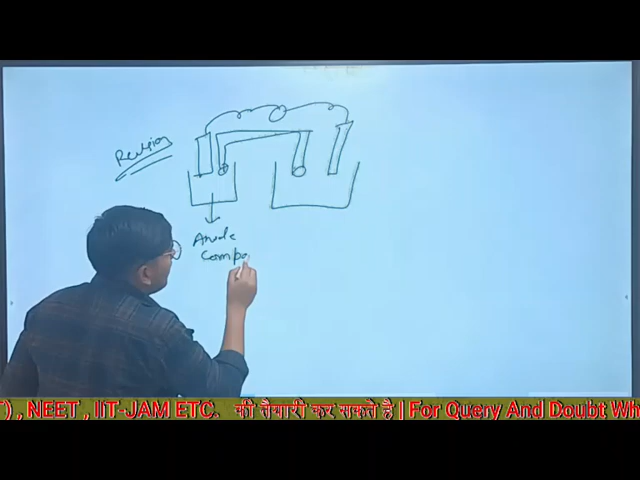 Revision
Anode
Compa
T) , NEET , IIT-JAM ETC. की तैयारी कर सकते है | For Query And Doubt Wh